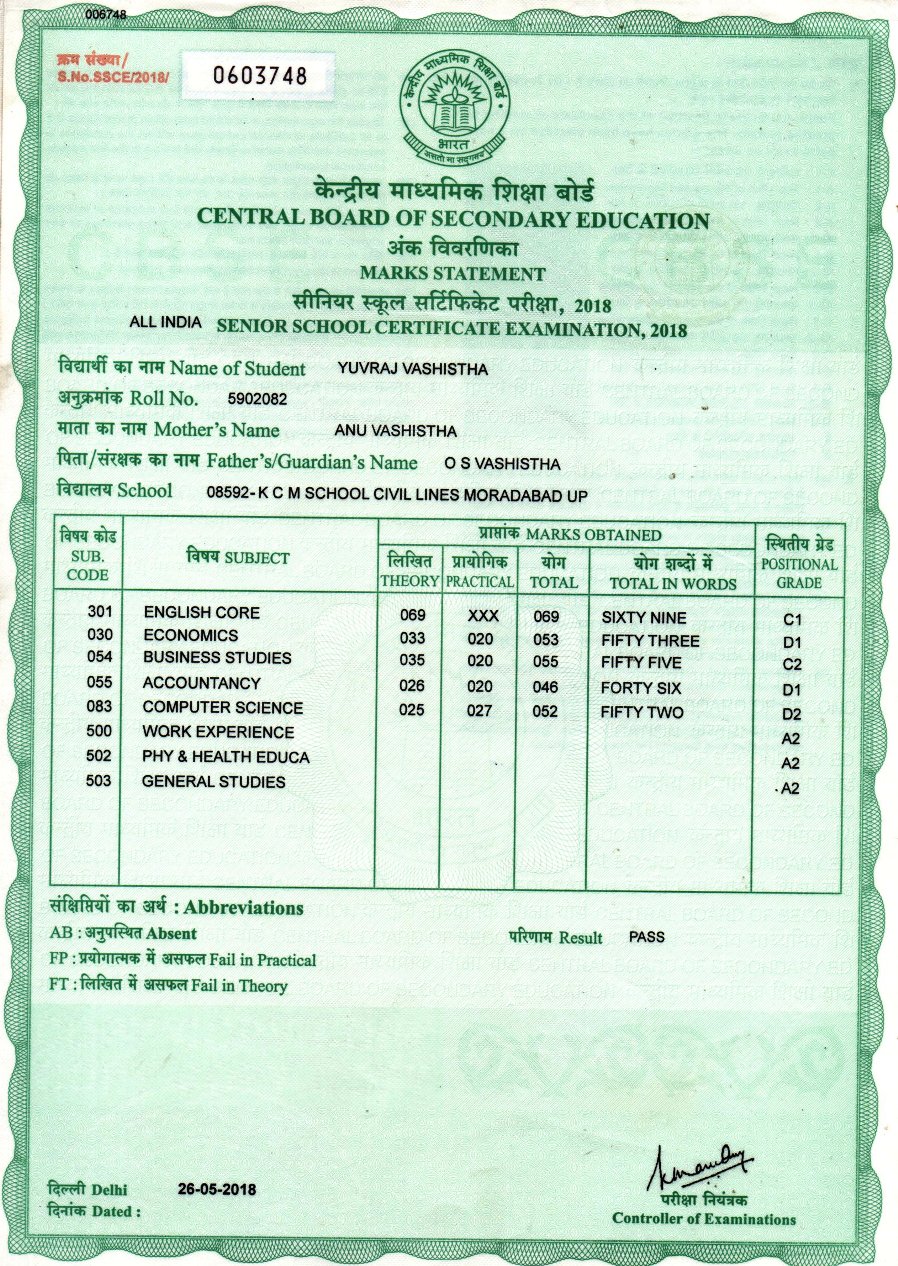 006748
क्रम संख्या/
S.No.SSCE/2018/ 0603748
केन्द्रीय माध्यमिक शिक्षा बोर्ड
भारत
असतो मा सद्गमय
केन्द्रीय माध्यमिक शिक्षा बोर्ड
CENTRAL BOARD OF SECONDARY EDUCATION
अंक विवरणिका
MARKS STATEMENT
सीनियर स्कूल सर्टिफिकेट परीक्षा, 2018
ALL INDIA SENIOR SCHOOL CERTIFICATE EXAMINATION, 2018
विद्यार्थी का नाम Name of Student YUVRAJ VASHISTHA
अनुक्रमांक Roll No. 5902082
माता का नाम Mother's Name ANU VASHISTHA
पिता/संरक्षक का नाम Father's/Guardian's Name O S VASHISTHA
विद्यालय School 08592- K C M SCHOOL CIVIL LINES MORADABAD UP
विषय कोड SUB. CODE
विषय SUBJECT
प्राप्तांक MARKS OBTAINED
लिखित THEORY
प्रायोगिक PRACTICAL
योग TOTAL
योग शब्दों में TOTAL IN WORDS
स्थितीय ग्रेड POSITIONAL GRADE
301 ENGLISH CORE 069 XXX 069 SIXTY NINE C1
030 ECONOMICS 033 020 053 FIFTY THREE D1
054 BUSINESS STUDIES 035 020 055 FIFTY FIVE C2
055 ACCOUNTANCY 026 020 046 FORTY SIX D1
083 COMPUTER SCIENCE 025 027 052 FIFTY TWO D2
500 WORK EXPERIENCE A2
502 PHY & HEALTH EDUCA A2
503 GENERAL STUDIES A2
संक्षिप्तियों का अर्थ : Abbreviations
AB : अनुपस्थित Absent
परिणाम Result PASS
FP : प्रयोगात्मक में असफल Fail in Practical
FT : लिखित में असफल Fail in Theory
दिल्ली Delhi 26-05-2018
दिनांक Dated :
परीक्षा नियंत्रक
Controller of Examinations